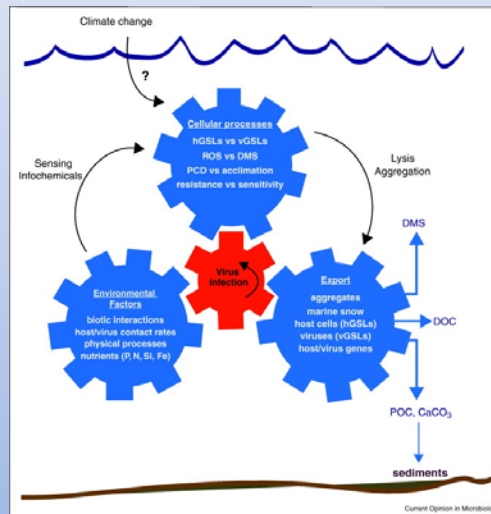 Climate change
?
Cellular processes
hGSLs vs vGSLs
ROS vs DMS
PCD vs acclimation
resistance vs sensitivity
Sensing
Infochemicals
Lysis
Aggregation
Virus
Infection
Environmental
Factors
biotic interactions
host/virus contact rates
physical processes
nutrients (P, N, Si, Fe)
Export
aggregates
marine snow
host cells (hGSLs)
viruses (vGSLs)
host/virus genes
DMS
DOC
POC, CaCO₃
sediments
Current Opinion in Microbiol